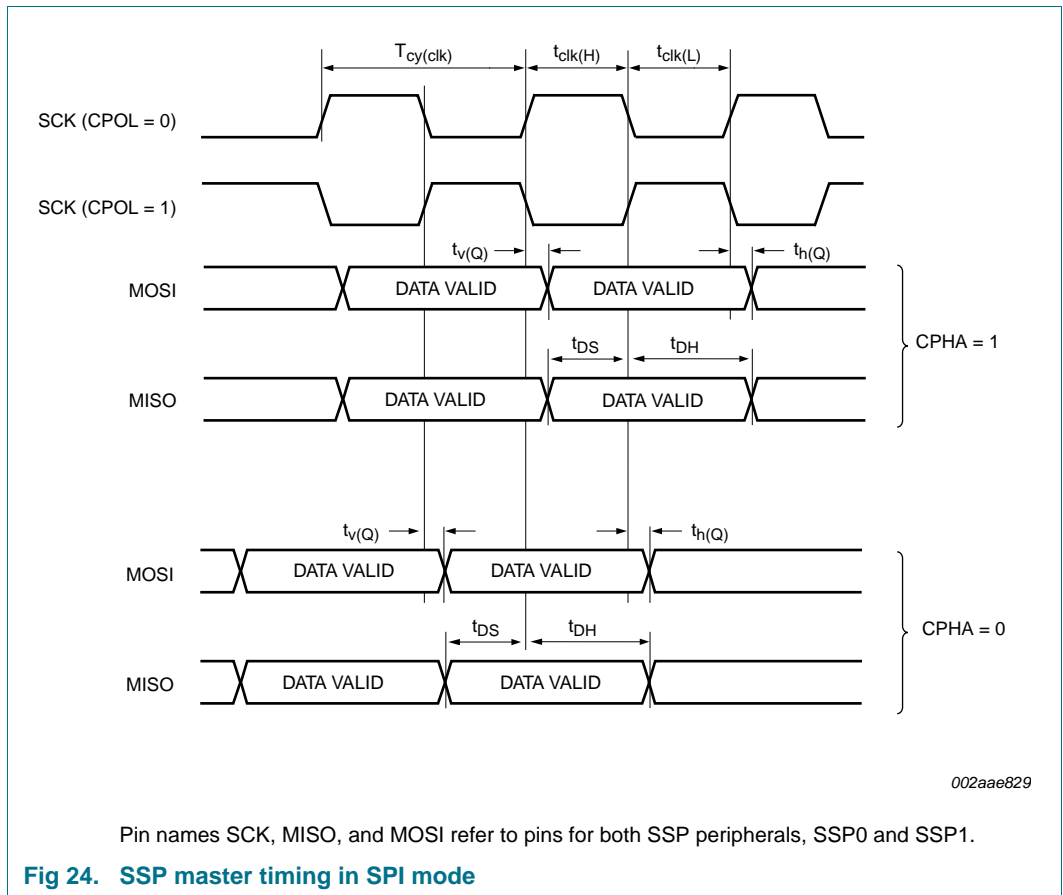 Tcy(clk) tclk(H) tclk(L)
SCK (CPOL = 0)
SCK (CPOL = 1)
tv(Q) th(Q)
MOSI DATA VALID DATA VALID
CPHA = 1
tDS tDH
MISO DATA VALID DATA VALID
tv(Q) th(Q)
MOSI DATA VALID DATA VALID
CPHA = 0
tDS tDH
MISO DATA VALID DATA VALID
002aae829
Pin names SCK, MISO, and MOSI refer to pins for both SSP peripherals, SSP0 and SSP1.
Fig 24. SSP master timing in SPI mode